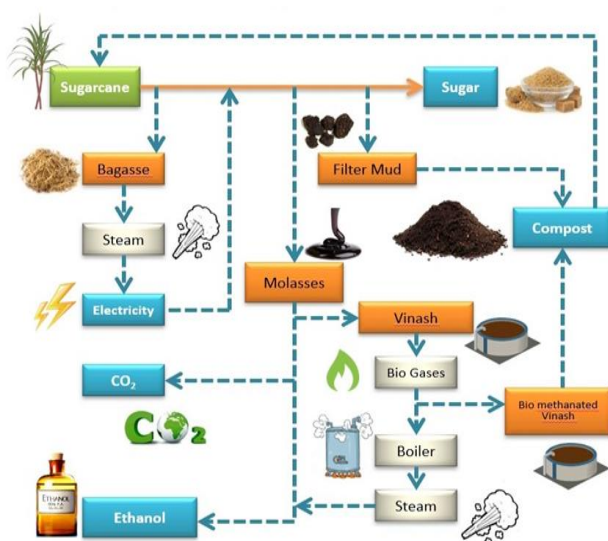 Sugarcane
Sugar
Bagasse
Filter Mud
Steam
Compost
Molasses
Electricity
Vinash
CO₂
Bio Gases
CO2
Bio methanated
Vinash
Boiler
ETHANOL
Steam
Ethanol